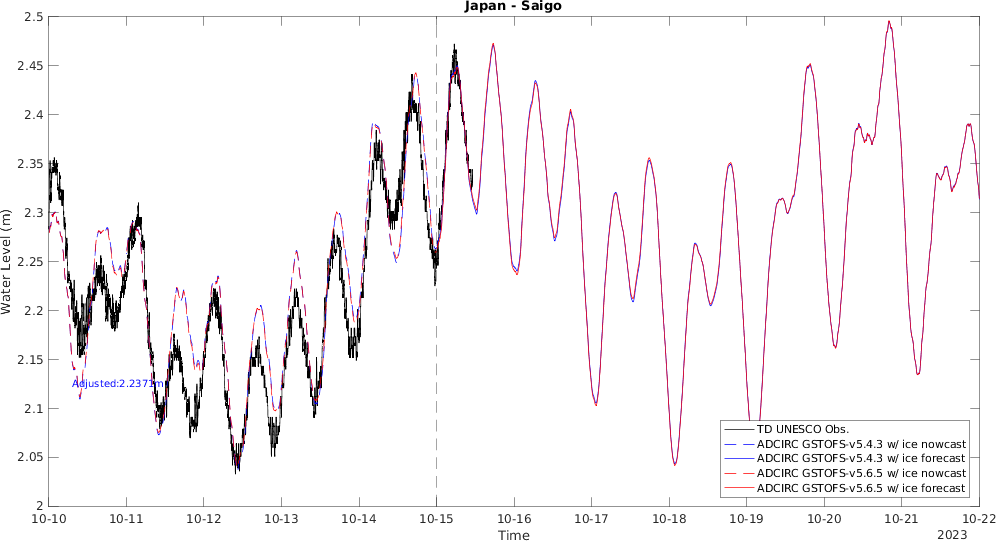 Japan - Saigo
2.5
2.45
2.4
2.35
2.3
2.25
2.2
2.15
2.1
2.05
2
Water Level (m)
Adjusted:2.2371m
TD UNESCO Obs.
ADCIRC GSTOFS-v5.4.3 w/ ice nowcast
ADCIRC GSTOFS-v5.4.3 w/ ice forecast
ADCIRC GSTOFS-v5.6.5 w/ ice nowcast
ADCIRC GSTOFS-v5.6.5 w/ ice forecast
10-10 10-11 10-12 10-13 10-14 10-15 10-16 10-17 10-18 10-19 10-20 10-21 10-22
Time
2023